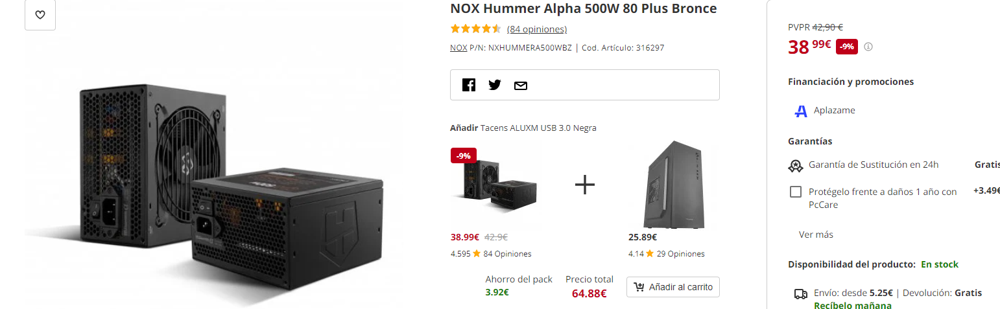 NOX Hummer Alpha 500W 80 Plus Bronce
(84 opiniones)
NOX P/N: NXHUMMERA500WBZ | Cod. Artículo: 316297
Añadir Tacens ALUXM USB 3.0 Negra
-9%
38.99€ 42.9€
4.595 84 Opiniones
25.89€
4.14 29 Opiniones
Ahorro del pack
3.92€
Precio total
64.88€
Añadir al carrito
PVPR 42,90 €
38 99€ -9%
Financiación y promociones
Aplazame
Garantías
Garantía de Sustitución en 24h Gratis
Protégelo frente a daños 1 año con +3.49€
PcCare
Ver más
Disponibilidad del producto: En stock
Envío: desde 5.25€ | Devolución: Gratis
Recíbelo mañana